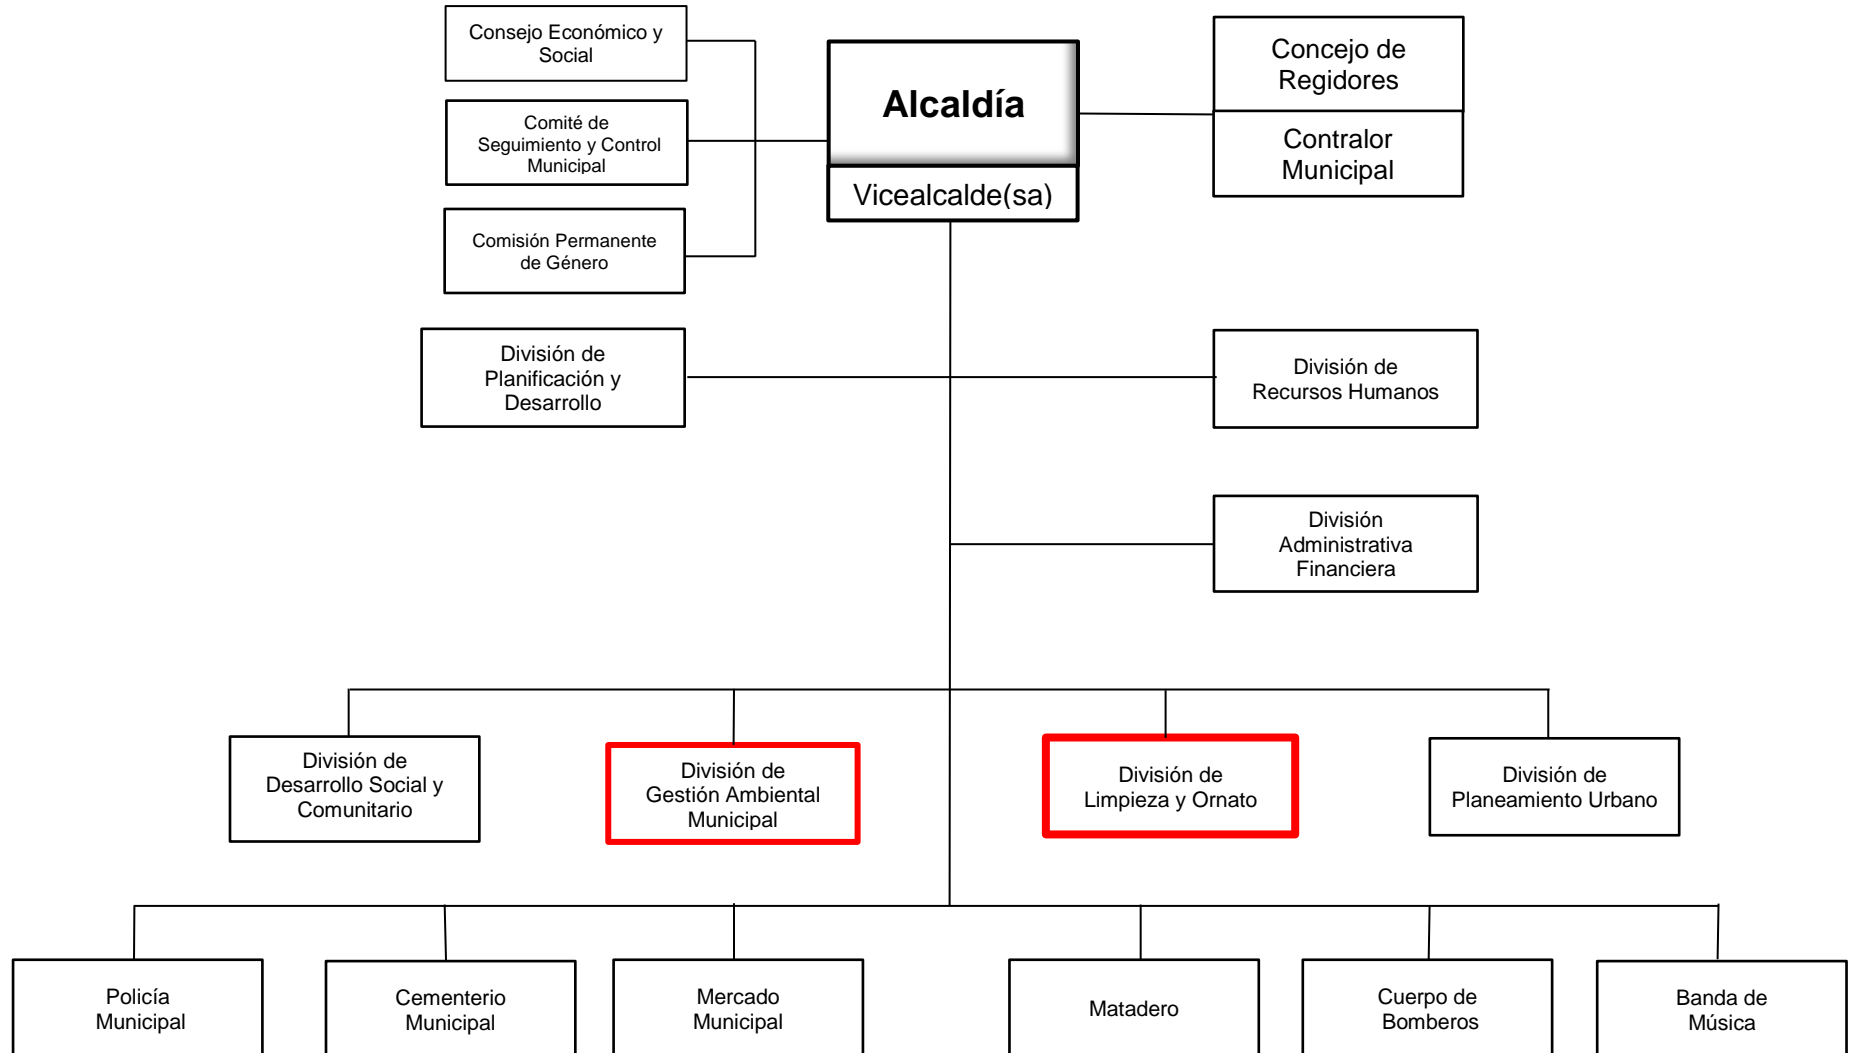 Consejo Económico y
Social
Comité de
Seguimiento y Control
Municipal
Comisión Permanente
de Género
Alcaldía
Vicealcalde(sa)
Concejo de
Regidores
Contralor
Municipal
División de
Planificación y
Desarrollo
División de
Recursos Humanos
División
Administrativa
Financiera
División de
Desarrollo Social y
Comunitario
División de
Gestión Ambiental
Municipal
División de
Limpieza y Ornato
División de
Planeamiento Urbano
Policía
Municipal
Cementerio
Municipal
Mercado
Municipal
Matadero
Cuerpo de
Bomberos
Banda de
Música